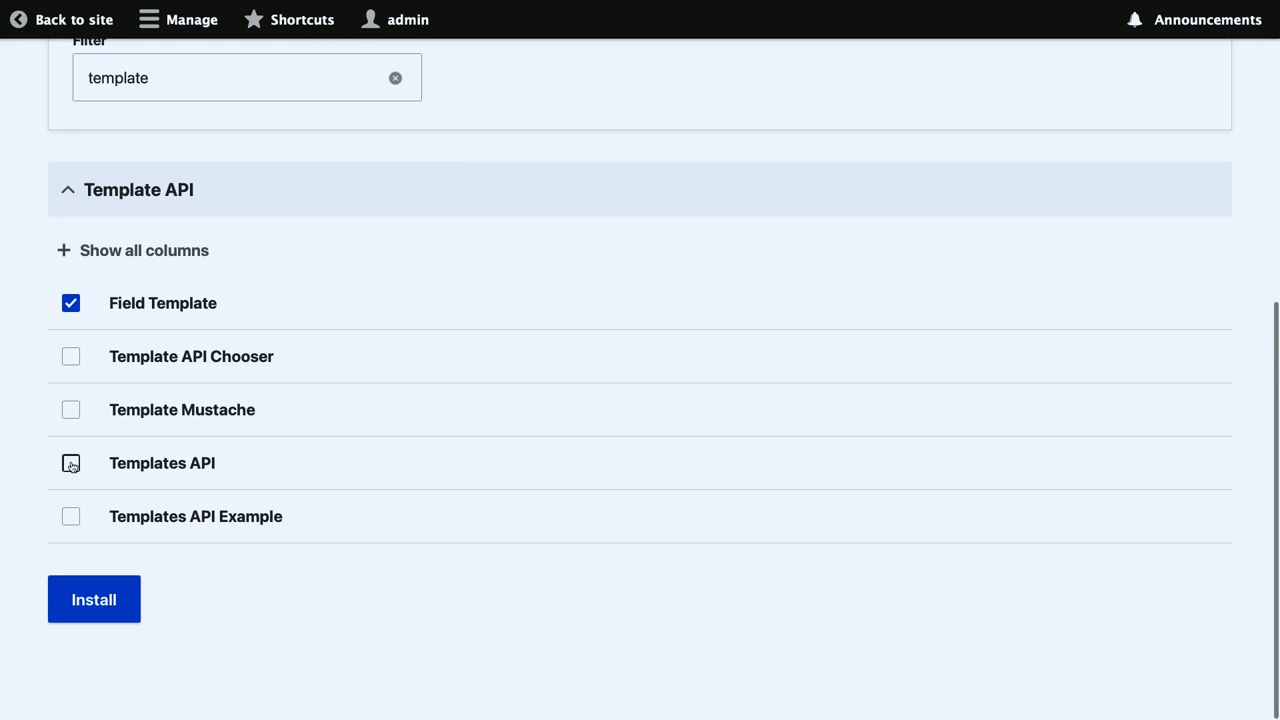 Back to site Manage Shortcuts admin Announcements
Filter
template
Template API
Show all columns
Field Template
Template API Chooser
Template Mustache
Templates API
Templates API Example
Install